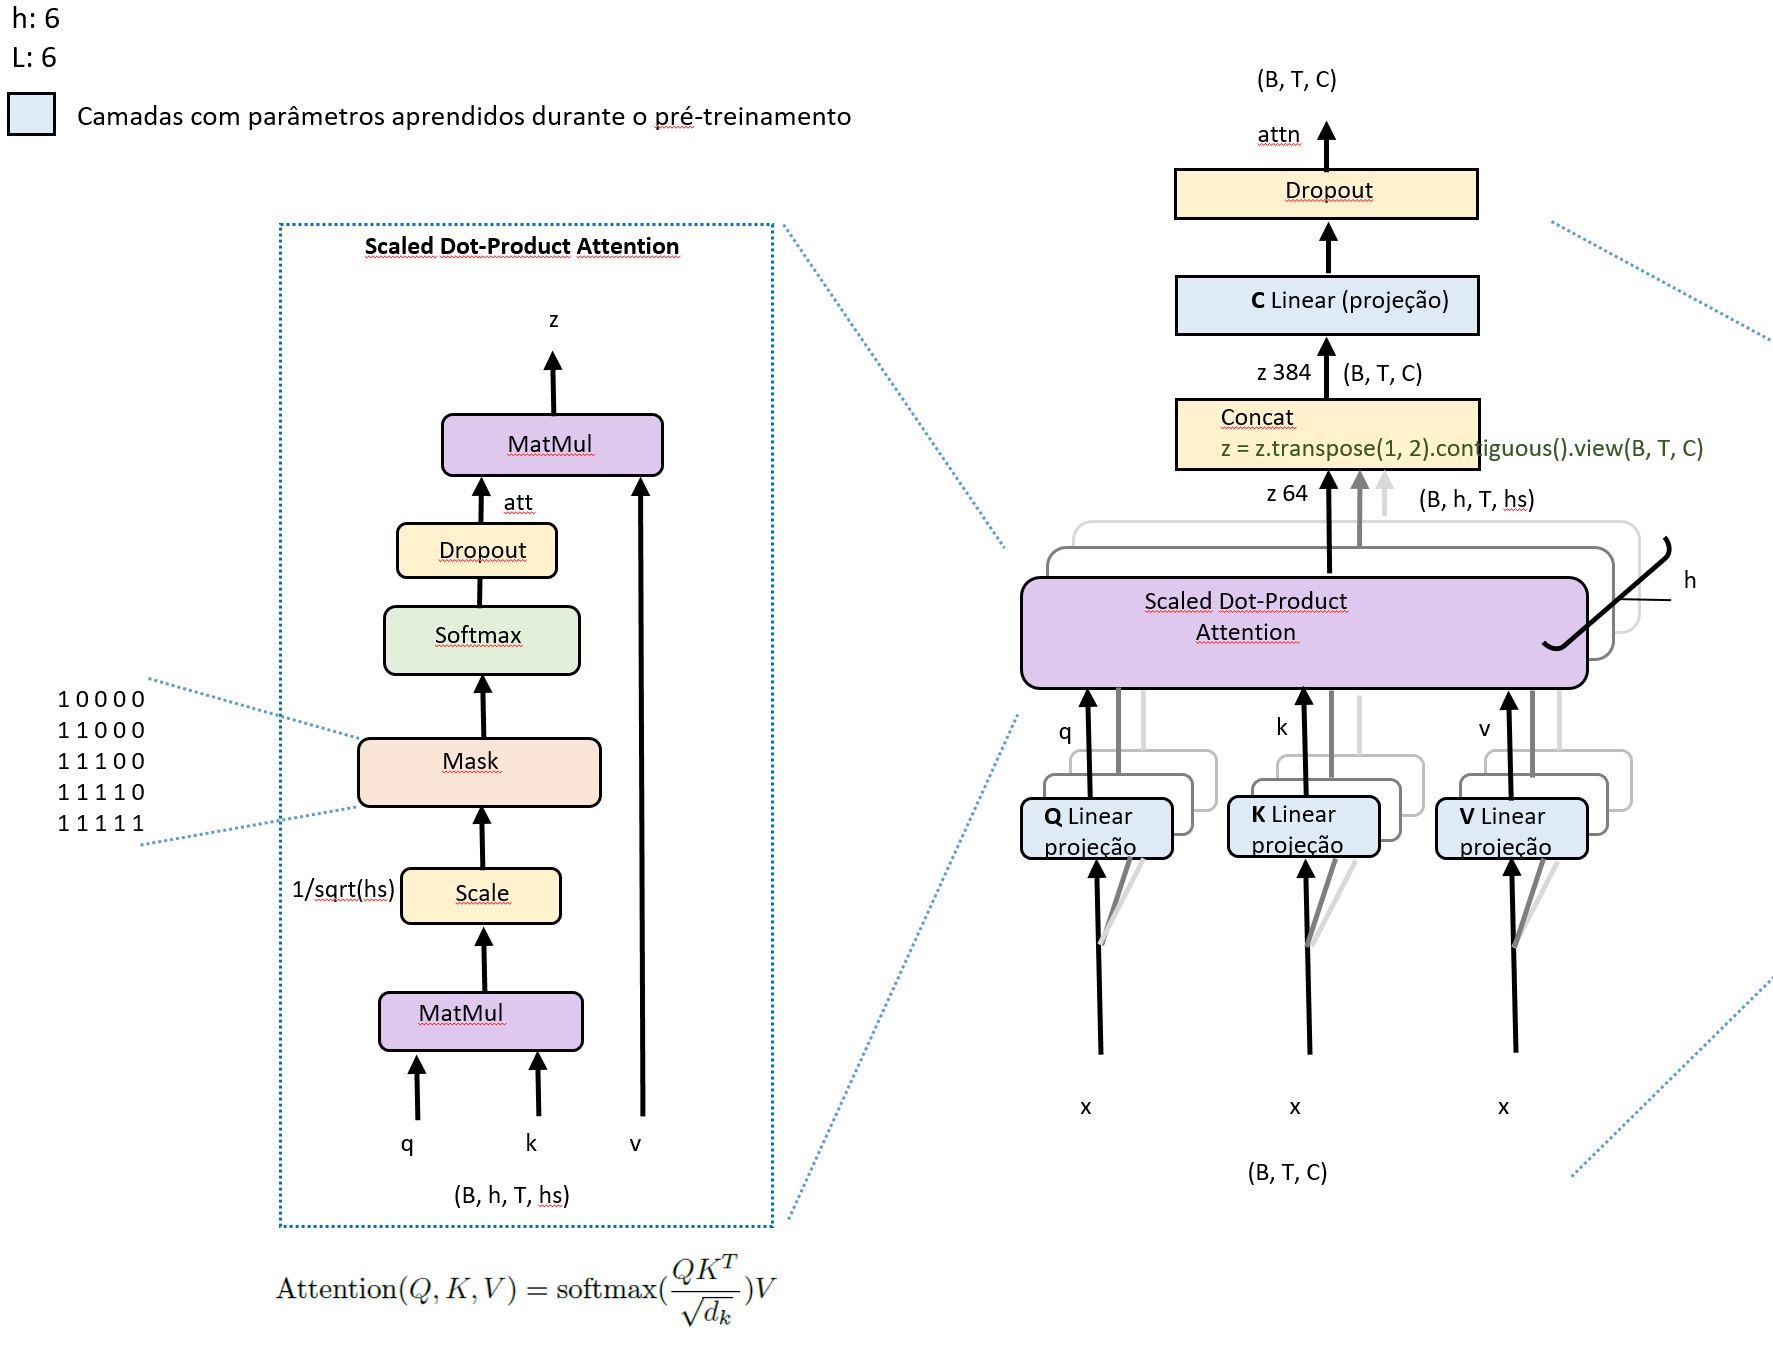 h: 6
L: 6
Camadas com parâmetros aprendidos durante o pré-treinamento
Scaled Dot-Product Attention
z
MatMul
att
Dropout
Softmax
1 0 0 0 0
1 1 0 0 0
1 1 1 0 0
1 1 1 1 0
1 1 1 1 1
Mask
1/sqrt(hs)
Scale
MatMul
q
k
v
(B, h, T, hs)
Attention(Q, K, V) = softmax(QK^T/√d_k)V
(B, T, C)
attn
Dropout
C Linear (projeção)
z 384
(B, T, C)
Concat
z = z.transpose(1, 2).contiguous().view(B, T, C)
z 64
(B, h, T, hs)
Scaled Dot-Product
Attention
h
q
k
v
Q Linear
projeção
K Linear
projeção
V Linear
projeção
x
x
x
(B, T, C)